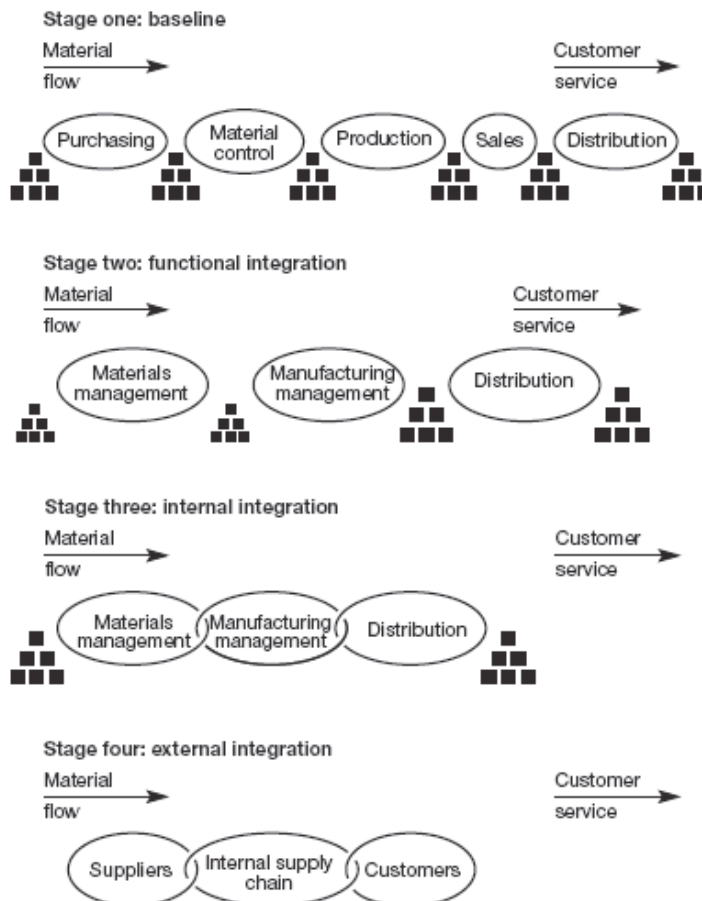 Stage one: baseline
Material
flow
Customer
service
Purchasing
Material
control
Production
Sales
Distribution
Stage two: functional integration
Material
flow
Customer
service
Materials
management
Manufacturing
management
Distribution
Stage three: internal integration
Material
flow
Customer
service
Materials
management
Manufacturing
management
Distribution
Stage four: external integration
Material
flow
Customer
service
Suppliers
Internal supply
chain
Customers